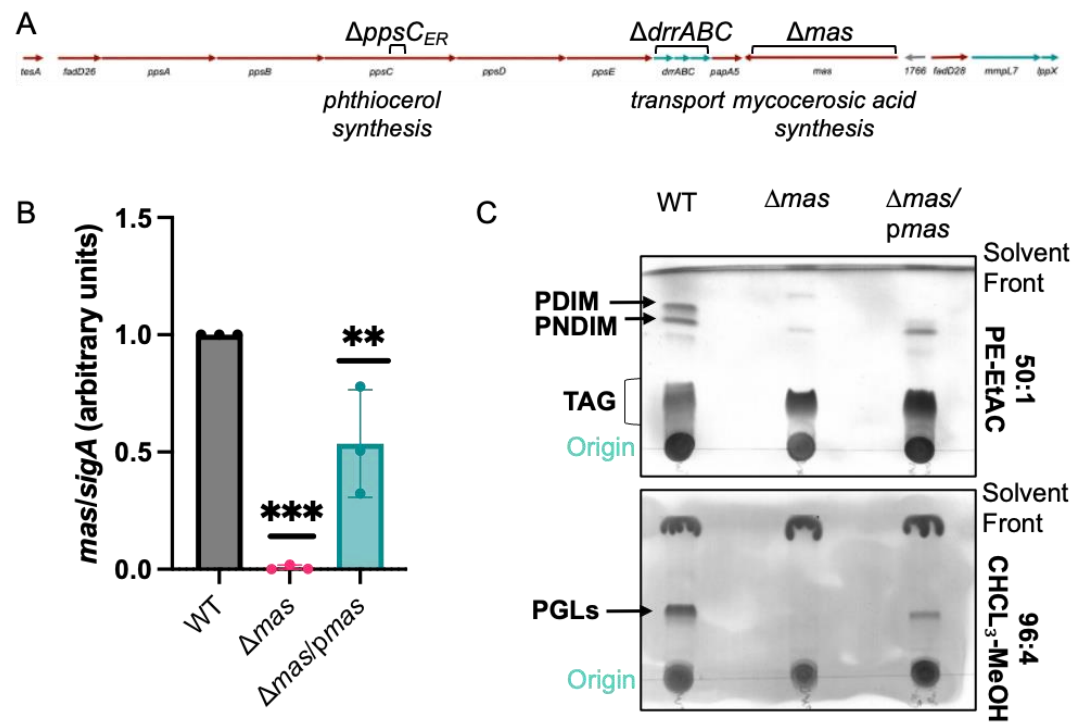 A
ΔppsC_ER
ΔdrrABC
Δmas
tesA fadD26 ppsA ppsB ppsC ppsD ppsE drrABC papA5 mas 1766 fadD28 mmpL7 lppX
phthiocerol
synthesis
transport mycocerosic acid
synthesis
B
mas/sigA (arbitrary units)
1.5
1.0
0.5
0.0
**
***
WT
Δmas
Δmas/pmas
C
WT
Δmas
Δmas/
pmas
Solvent
Front
PDIM
PNDIM
TAG
Origin
50:1
PE-EtAC
Solvent
Front
PGLs
Origin
96:4
CHCL3-MeOH